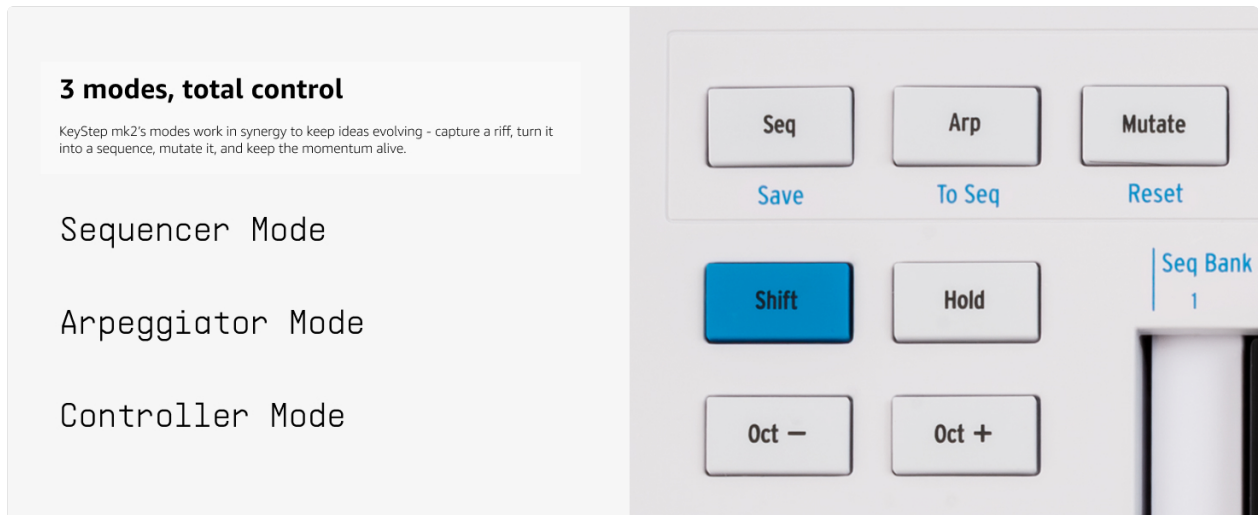 3 modes, total control
KeyStep mk2's modes work in synergy to keep ideas evolving - capture a riff, turn it
into a sequence, mutate it, and keep the momentum alive.
Sequencer Mode
Arpeggiator Mode
Controller Mode
Seq
Arp
Mutate
Save
To Seq
Reset
Shift
Hold
Seq Bank
1
Oct −
Oct +